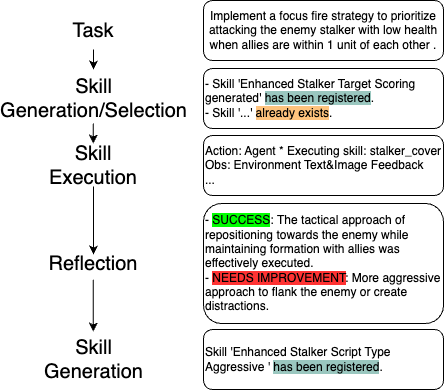 Task
Implement a focus fire strategy to prioritize
attacking the enemy stalker with low health
when allies are within 1 unit of each other .
Skill
Generation/Selection
- Skill 'Enhanced Stalker Target Scoring
generated' has been registered.
- Skill '...' already exists.
Skill
Execution
Action: Agent * Executing skill: stalker_cover
Obs: Environment Text&Image Feedback
...
Reflection
- SUCCESS: The tactical approach of
repositioning towards the enemy while
maintaining formation with allies was
effectively executed.
- NEEDS IMPROVEMENT: More aggressive
approach to flank the enemy or create
distractions.
Skill
Generation
Skill 'Enhanced Stalker Script Type
Aggressive ' has been registered.